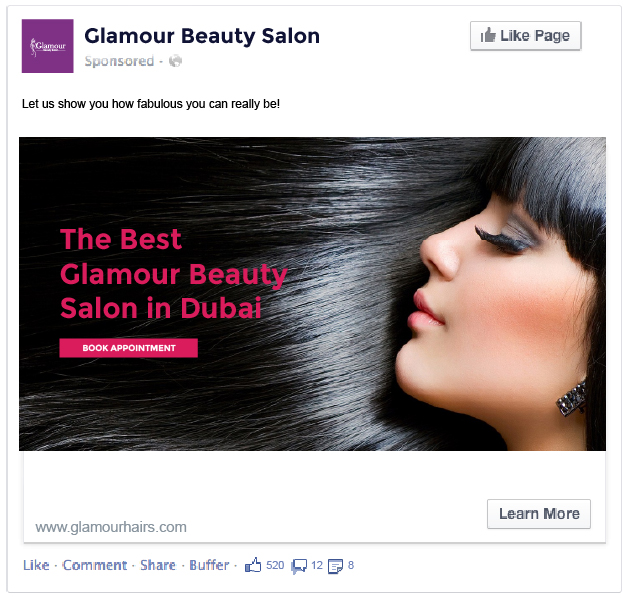 Glamour
Glamour Beauty Salon
Like Page
Sponsored ·
Let us show you how fabulous you can really be!
The Best
Glamour Beauty
Salon in Dubai
BOOK APPOINTMENT
Learn More
www.glamourhairs.com
Like · Comment · Share · Buffer · 520 12 8